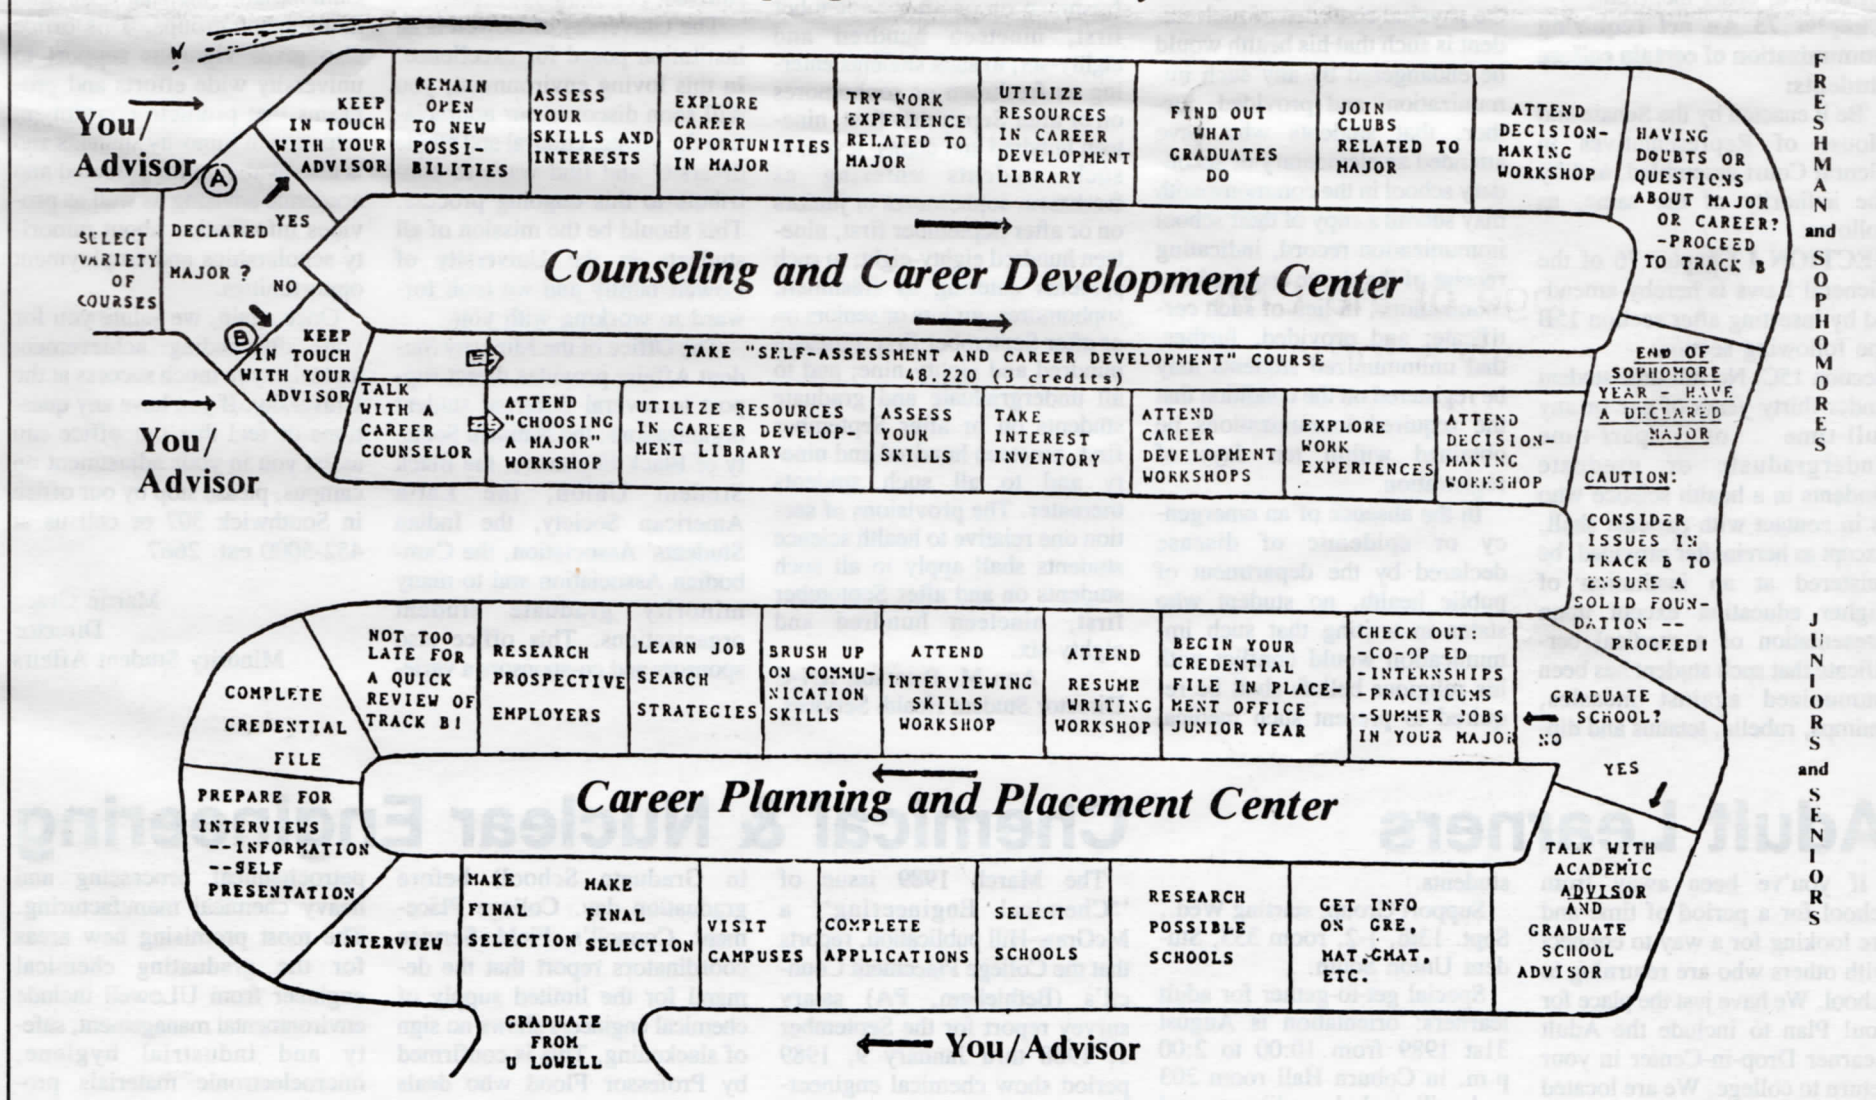 You/
Advisor
A
SELECT
VARIETY
OF
COURSES
YES
DECLARED
MAJOR ?
NO
B
KEEP
IN TOUCH
WITH YOUR
ADVISOR
REMAIN
OPEN
TO NEW
POSSI-
BILITIES
ASSESS
YOUR
SKILLS AND
INTERESTS
EXPLORE
CAREER
OPPORTUNITIES
IN MAJOR
TRY WORK
EXPERIENCE
RELATED TO
MAJOR
UTILIZE
RESOURCES
IN CAREER
DEVELOPMENT
LIBRARY
FIND OUT
WHAT
GRADUATES
DO
JOIN
CLUBS
RELATED TO
MAJOR
ATTEND
DECISION-
MAKING
WORKSHOP
HAVING
DOUBTS OR
QUESTIONS
ABOUT MAJOR
OR CAREER?
-PROCEED
TO TRACK B
FRESHMAN
and
SOPHOMORES
Counseling and Career Development Center
You/
Advisor
KEEP
IN TOUCH
WITH YOUR
ADVISOR
TALK
WITH A
CAREER
COUNSELOR
TAKE "SELF-ASSESSMENT AND CAREER DEVELOPMENT" COURSE
48.220 (3 credits)
ATTEND
"CHOOSING
A MAJOR"
WORKSHOP
UTILIZE RESOURCES
IN CAREER DEVELOP-
MENT LIBRARY
ASSESS
YOUR
SKILLS
TAKE
INTEREST
INVENTORY
ATTEND
CAREER
DEVELOPMENT
WORKSHOPS
EXPLORE
WORK
EXPERIENCES
ATTEND
DECISION-
MAKING
WORKSHOP
END OF
SOPHOMORE
YEAR - HAVE
A DECLARED
MAJOR
CAUTION:
CONSIDER
ISSUES IN
TRACK B TO
ENSURE A
SOLID FOUN-
DATION
-PROCEED!
JUNIORS
and
SENIORS
GRADUATE
SCHOOL?
NO
YES
CHECK OUT:
-CO-OP ED
-INTERNSHIPS
-PRACTICUMS
-SUMMER JOBS
IN YOUR MAJOR
BEGIN YOUR
CREDENTIAL
FILE IN PLACE-
MENT OFFICE
JUNIOR YEAR
ATTEND
RESUME
WRITING
WORKSHOP
ATTEND
INTERVIEWING
SKILLS
WORKSHOP
BRUSH UP
ON COMMU-
NICATION
SKILLS
LEARN JOB
SEARCH
STRATEGIES
RESEARCH
PROSPECTIVE
EMPLOYERS
NOT TOO
LATE FOR
A QUICK
REVIEW OF
TRACK B!
COMPLETE
CREDENTIAL
FILE
Career Planning and Placement Center
PREPARE FOR
INTERVIEWS
--INFORMATION
--SELF
PRESENTATION
INTERVIEW
MAKE
FINAL
SELECTION
MAKE
FINAL
SELECTION
VISIT
CAMPUSES
COMPLETE
APPLICATIONS
SELECT
SCHOOLS
RESEARCH
POSSIBLE
SCHOOLS
GET INFO
ON: GRE,
MAT, GMAT,
ETC.
TALK WITH
ACADEMIC
ADVISOR
AND
GRADUATE
SCHOOL
ADVISOR
GRADUATE
FROM
U LOWELL
You/Advisor